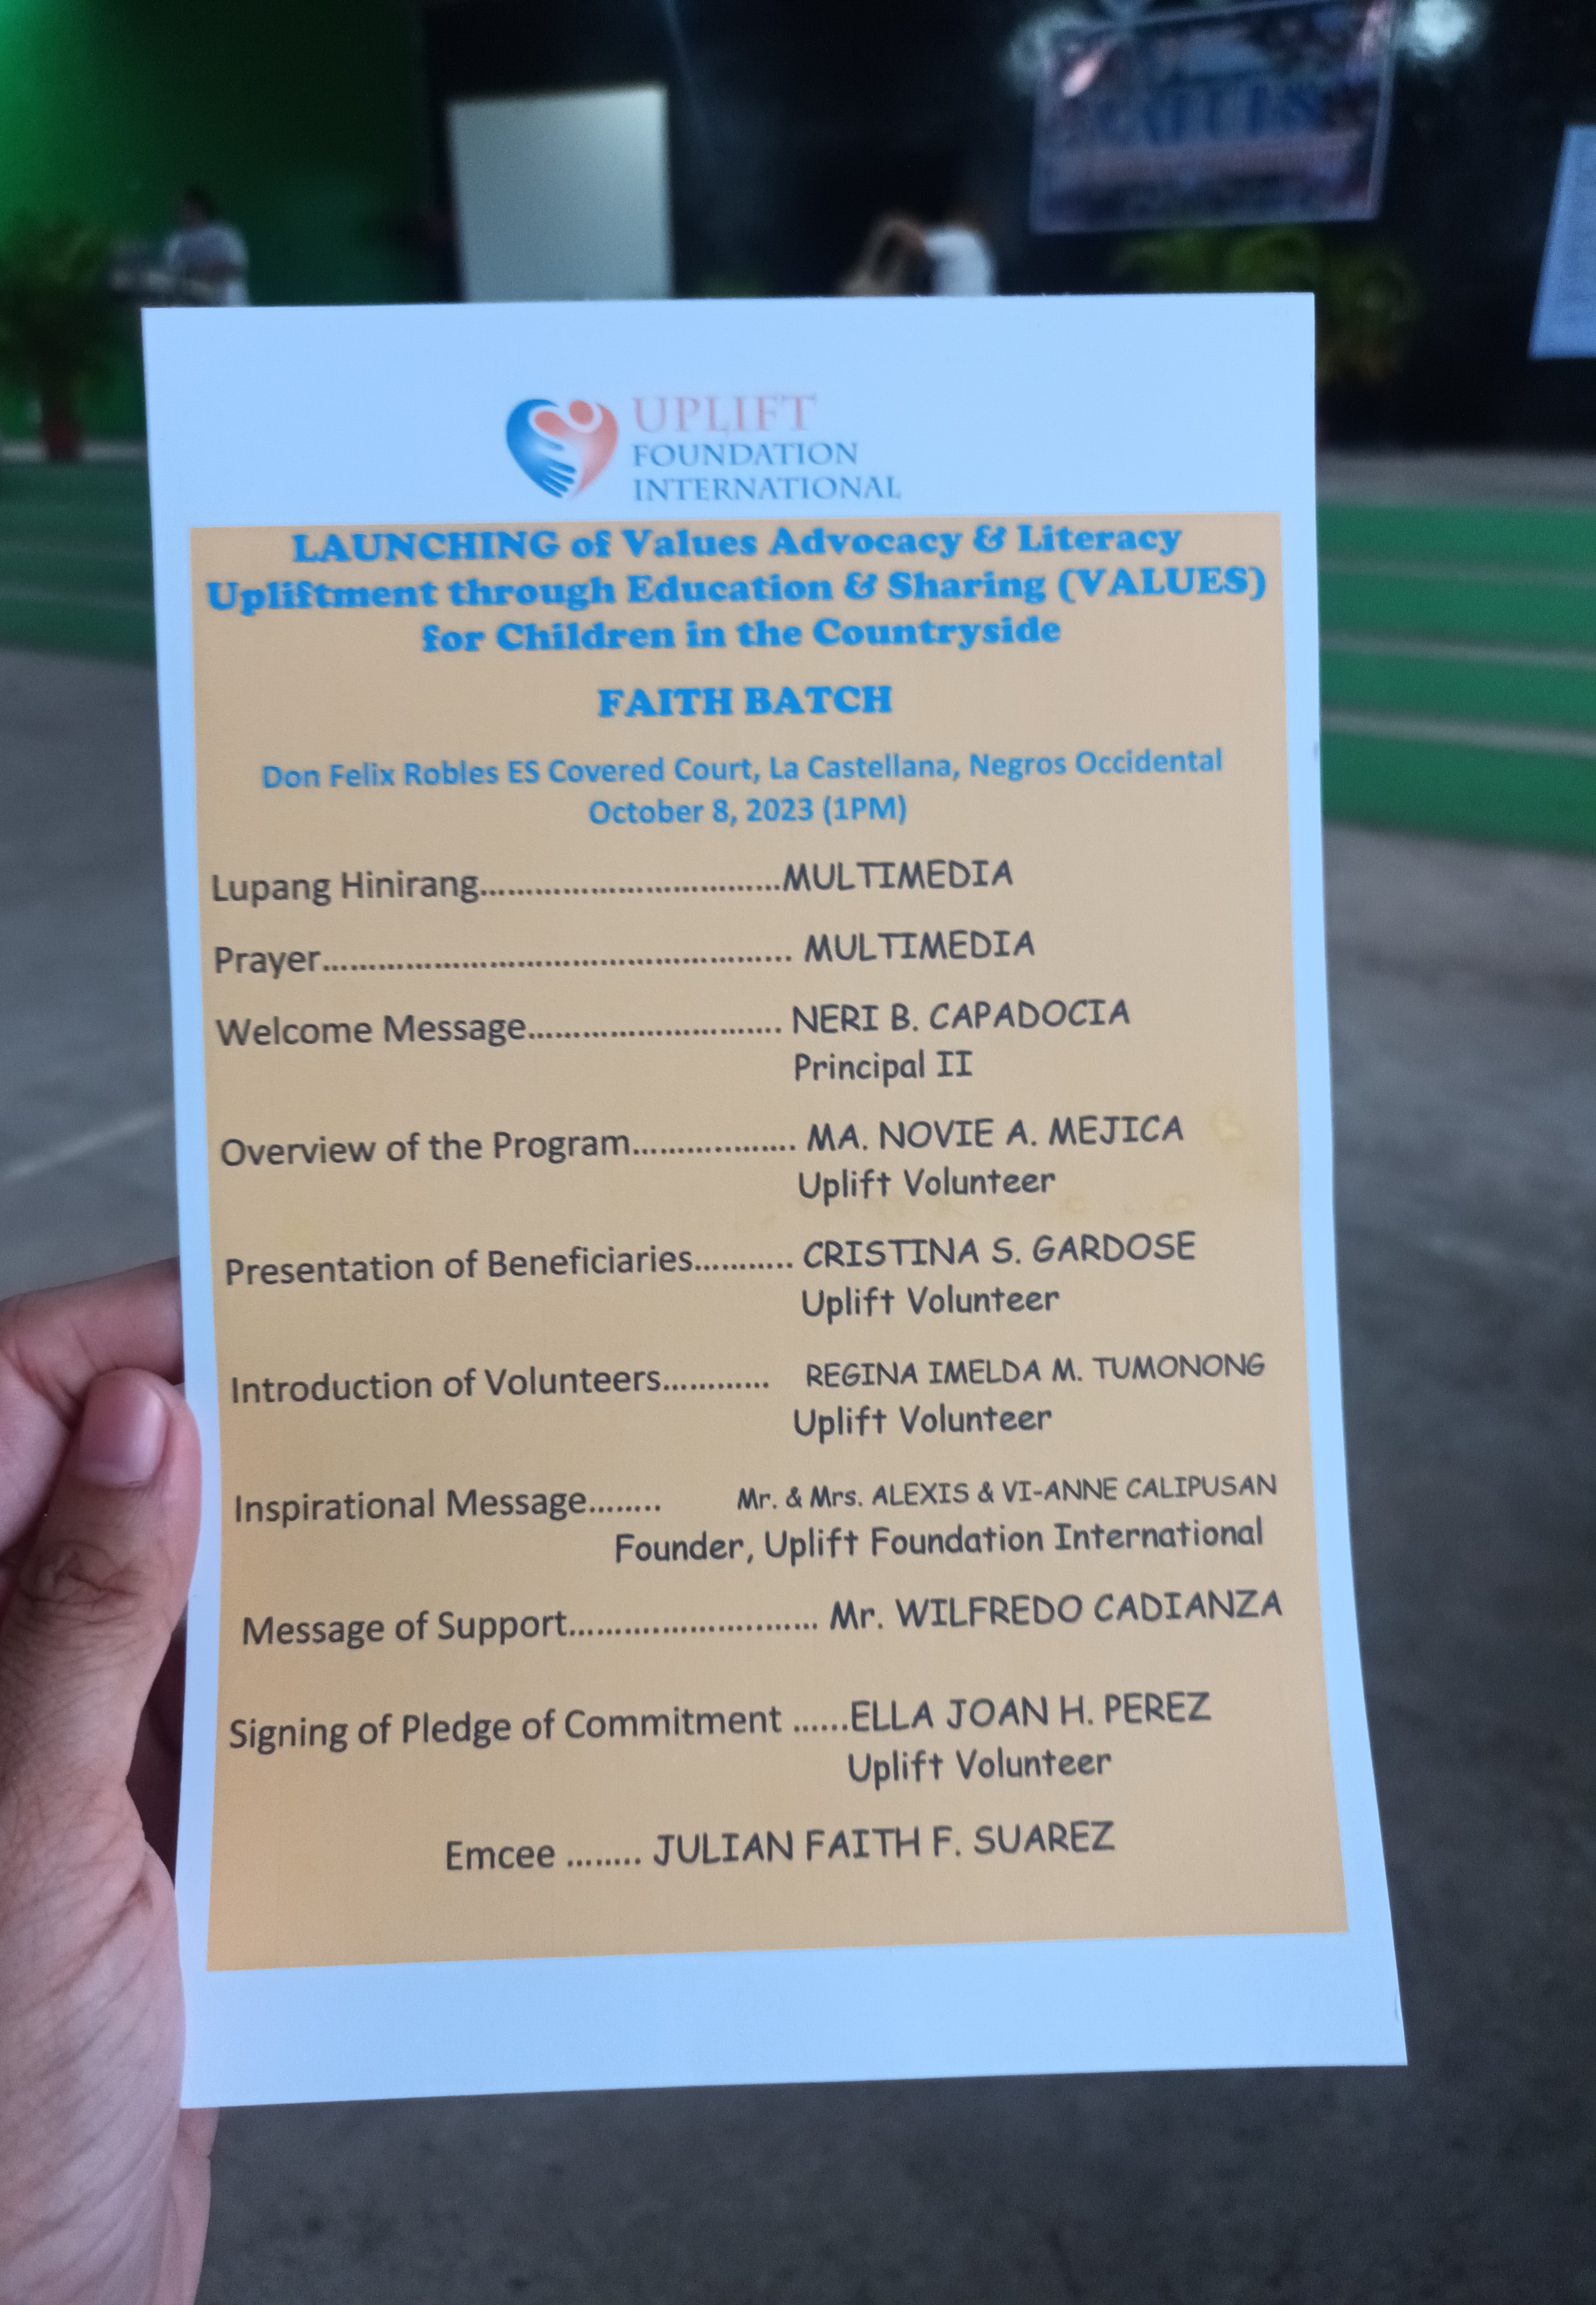 UPLIFT
FOUNDATION
INTERNATIONAL
LAUNCHING of Values Advocacy & Literacy
Upliftment through Education & Sharing (VALUES)
for Children in the Countryside
FAITH BATCH
Don Felix Robles ES Covered Court, La Castellana, Negros Occidental
October 8, 2023 (1PM)
Lupang Hinirang.................................MULTIMEDIA
Prayer................................................... MULTIMEDIA
Welcome Message............................ NERI B. CAPADOCIA
Principal II
Overview of the Program.................. MA. NOVIE A. MEJICA
Uplift Volunteer
Presentation of Beneficiaries........... CRISTINA S. GARDOSE
Uplift Volunteer
Introduction of Volunteers............ REGINA IMELDA M. TUMONONG
Uplift Volunteer
Inspirational Message........ Mr. & Mrs. ALEXIS & VI-ANNE CALIPUSAN
Founder, Uplift Foundation International
Message of Support........................... Mr. WILFREDO CADIANZA
Signing of Pledge of Commitment ......ELLA JOAN H. PEREZ
Uplift Volunteer
Emcee ........ JULIAN FAITH F. SUAREZ